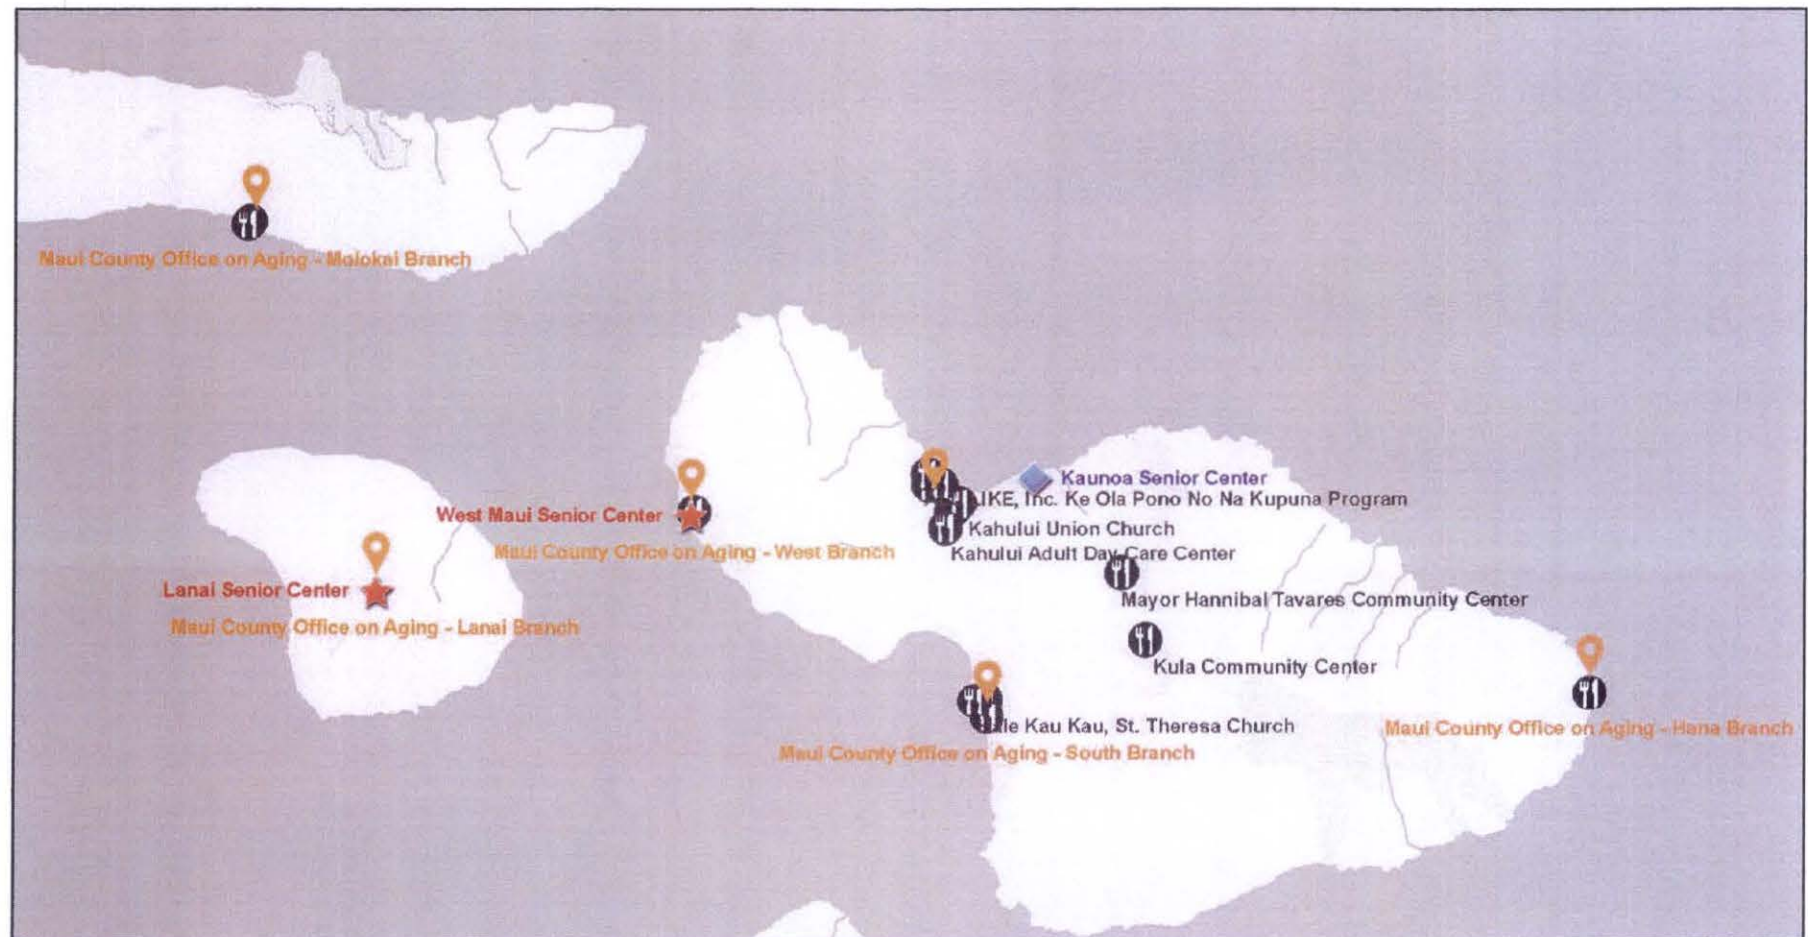 Maui County Office on Aging - Molokai Branch
Kaunoa Senior Center
IKE, Inc. Ke Ola Pono No Na Kupuna Program
West Maui Senior Center
Kahului Union Church
Maui County Office on Aging - West Branch
Kahului Adult Day Care Center
Lanai Senior Center
Mayor Hannibal Tavares Community Center
Maui County Office on Aging - Lanai Branch
Kula Community Center
Kau Kau, St. Theresa Church
Maui County Office on Aging - Hana Branch
Maui County Office on Aging - South Branch